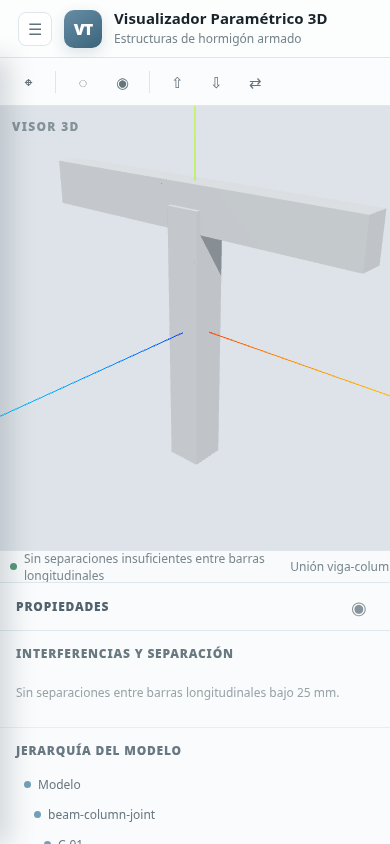 ☰
VT
Visualizador Paramétrico 3D
Estructuras de hormigón armado
VISOR 3D
Sin separaciones insuficientes entre barras
longitudinales
Unión viga-colum
PROPIEDADES
INTERFERENCIAS Y SEPARACIÓN
Sin separaciones entre barras longitudinales bajo 25 mm.
JERARQUÍA DEL MODELO
Modelo
beam-column-joint
C-01